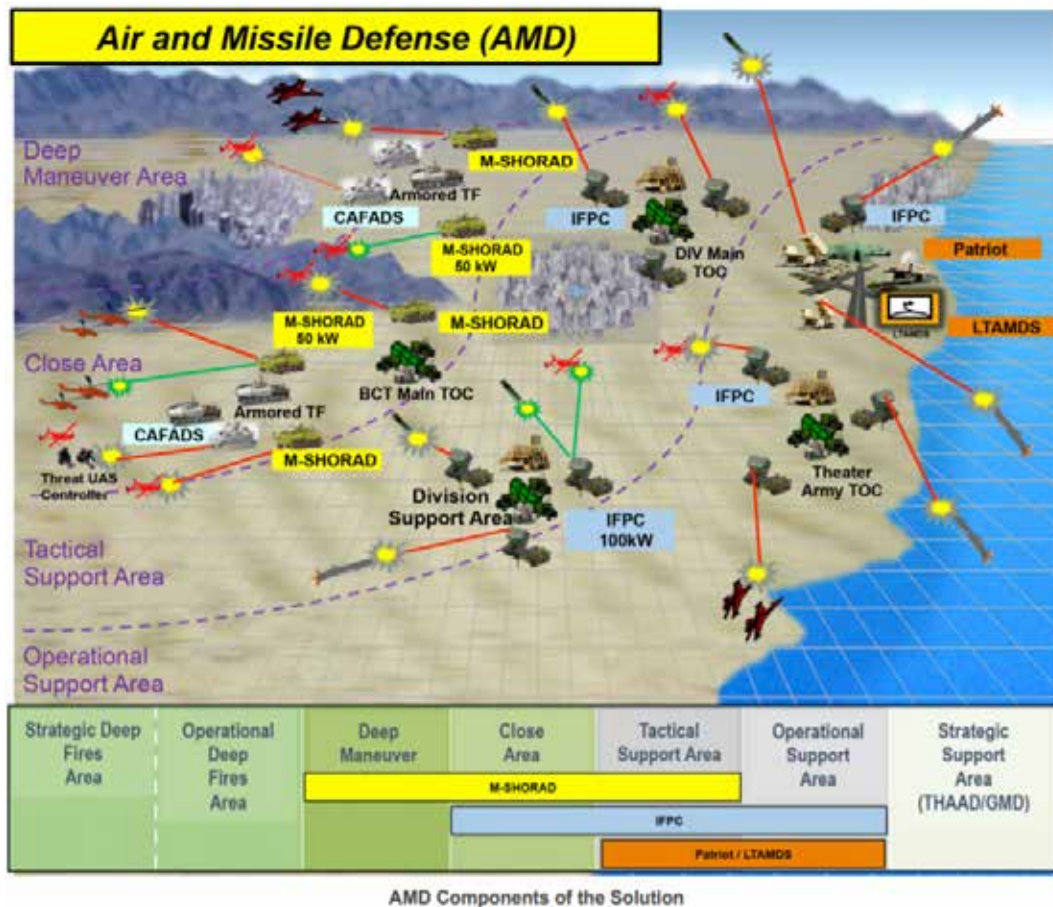 Air and Missile Defense (AMD)
Deep
Maneuver Area
M-SHORAD
Armored TF
CAFADS
IFPC
IFPC
M-SHORAD
50 kW
DIV Main
TOC
Patriot
LTAMDS
LTAMDS
M-SHORAD
50 kW
M-SHORAD
Close Area
BCT Main TOC
IFPC
Armored TF
CAFADS
M-SHORAD
Threat UAS
Controller
Division
Support Area
Theater
Army TOC
IFPC
100kW
Tactical
Support Area
Operational
Support Area
Strategic Deep
Fires
Area
Operational
Deep
Fires
Area
Deep
Maneuver
Close
Area
Tactical
Support Area
Operational
Support
Area
Strategic
Support
Area
(THAAD/GMD)
M-SHORAD
IFPC
Patriot / LTAMDS
AMD Components of the Solution